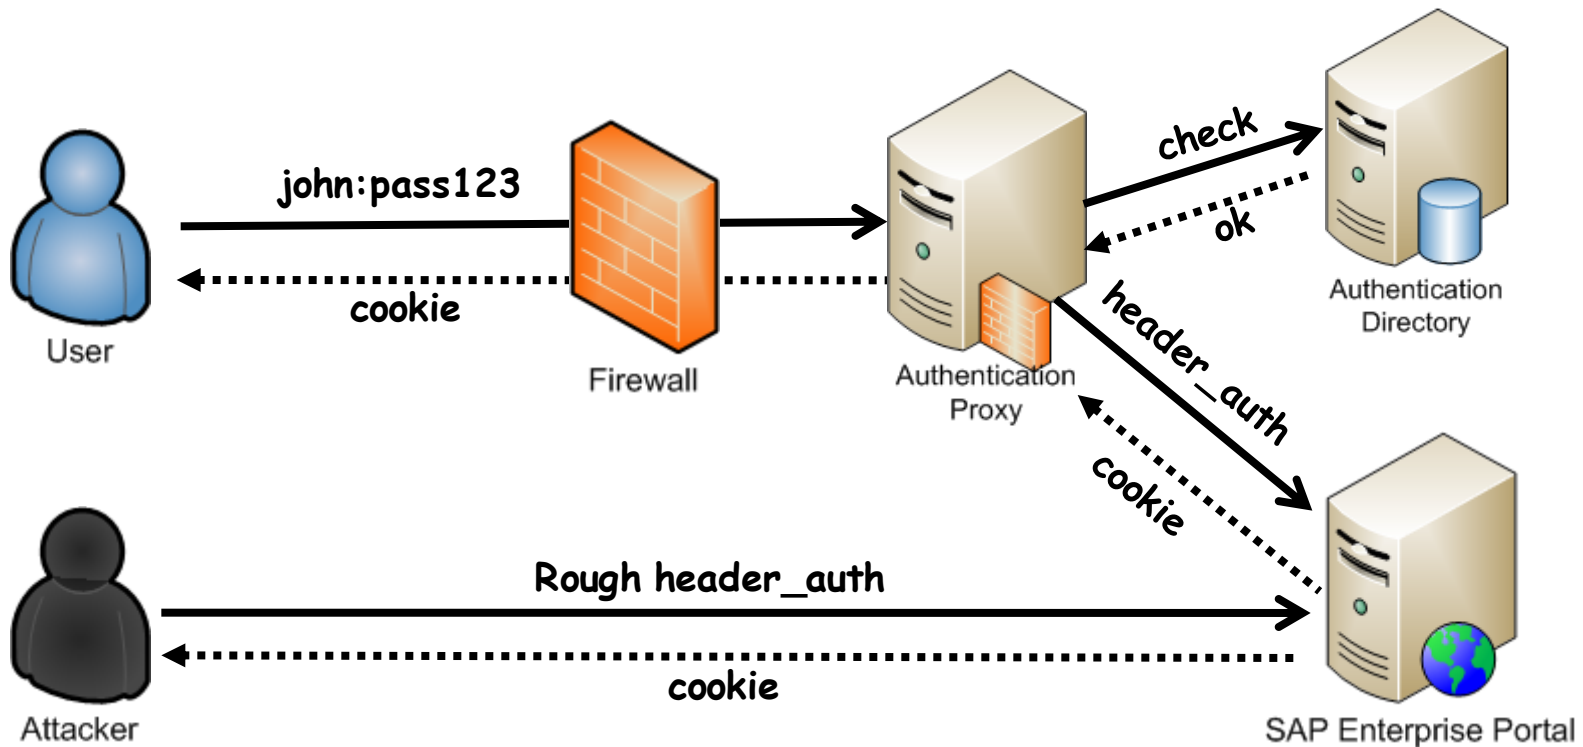 john:pass123
cookie
User
Firewall
Authentication
Proxy
check
ok
Authentication
Directory
header_auth
cookie
Rough header_auth
cookie
Attacker
SAP Enterprise Portal